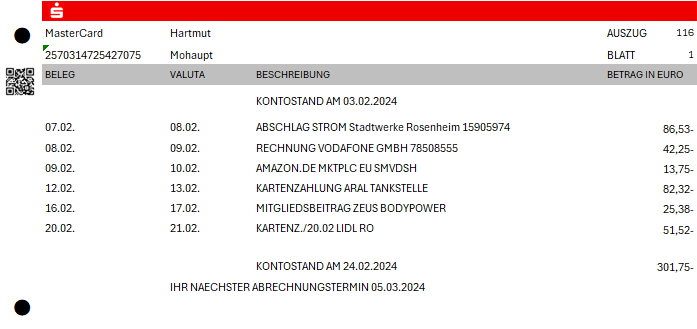 MasterCard Hartmut AUSZUG 116
2570314725427075 Mohaupt BLATT 1
BELEG VALUTA BESCHREIBUNG BETRAG IN EURO
KONTOSTAND AM 03.02.2024
07.02. 08.02. ABSCHLAG STROM Stadtwerke Rosenheim 15905974 86,53-
08.02. 09.02. RECHNUNG VODAFONE GMBH 78508555 42,25-
09.02. 10.02. AMAZON.DE MKTPLC EU SMVDSH 13,75-
12.02. 13.02. KARTENZAHLUNG ARAL TANKSTELLE 82,32-
16.02. 17.02. MITGLIEDSBEITRAG ZEUS BODYPOWER 25,38-
20.02. 21.02. KARTENZ./20.02 LIDL RO 51,52-
KONTOSTAND AM 24.02.2024 301,75-
IHR NAECHSTER ABRECHNUNGSTERMIN 05.03.2024